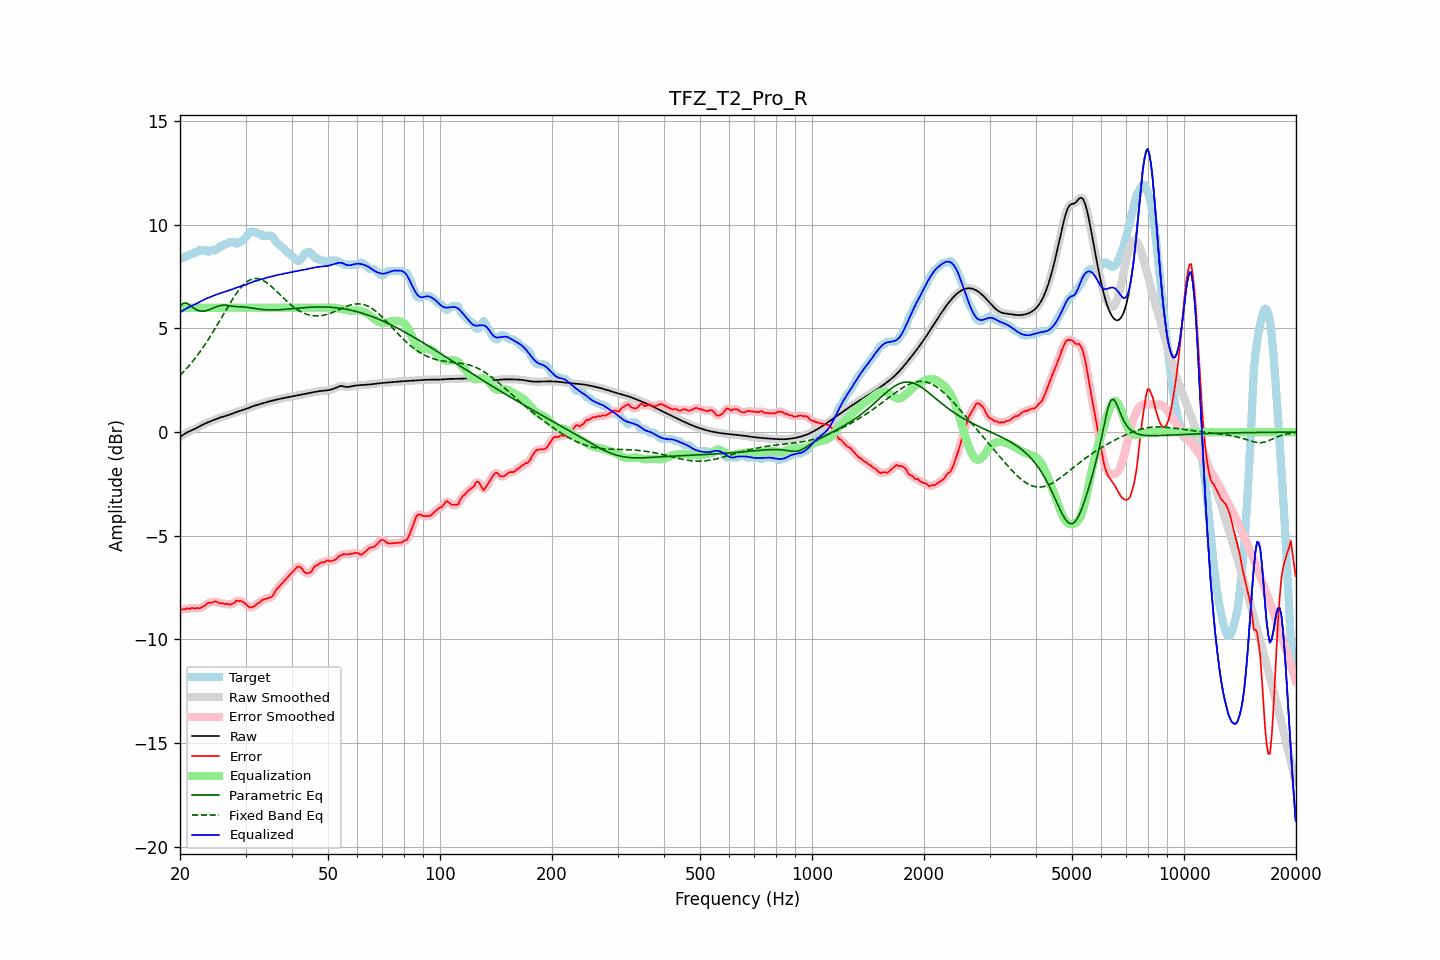 TFZ_T2_Pro_R
15
10
5
0
−5
−10
−15
−20
Amplitude (dBr)
Target
Raw Smoothed
Error Smoothed
Raw
Error
Equalization
Parametric Eq
Fixed Band Eq
Equalized
20 50 100 200 500 1000 2000 5000 10000 20000
Frequency (Hz)